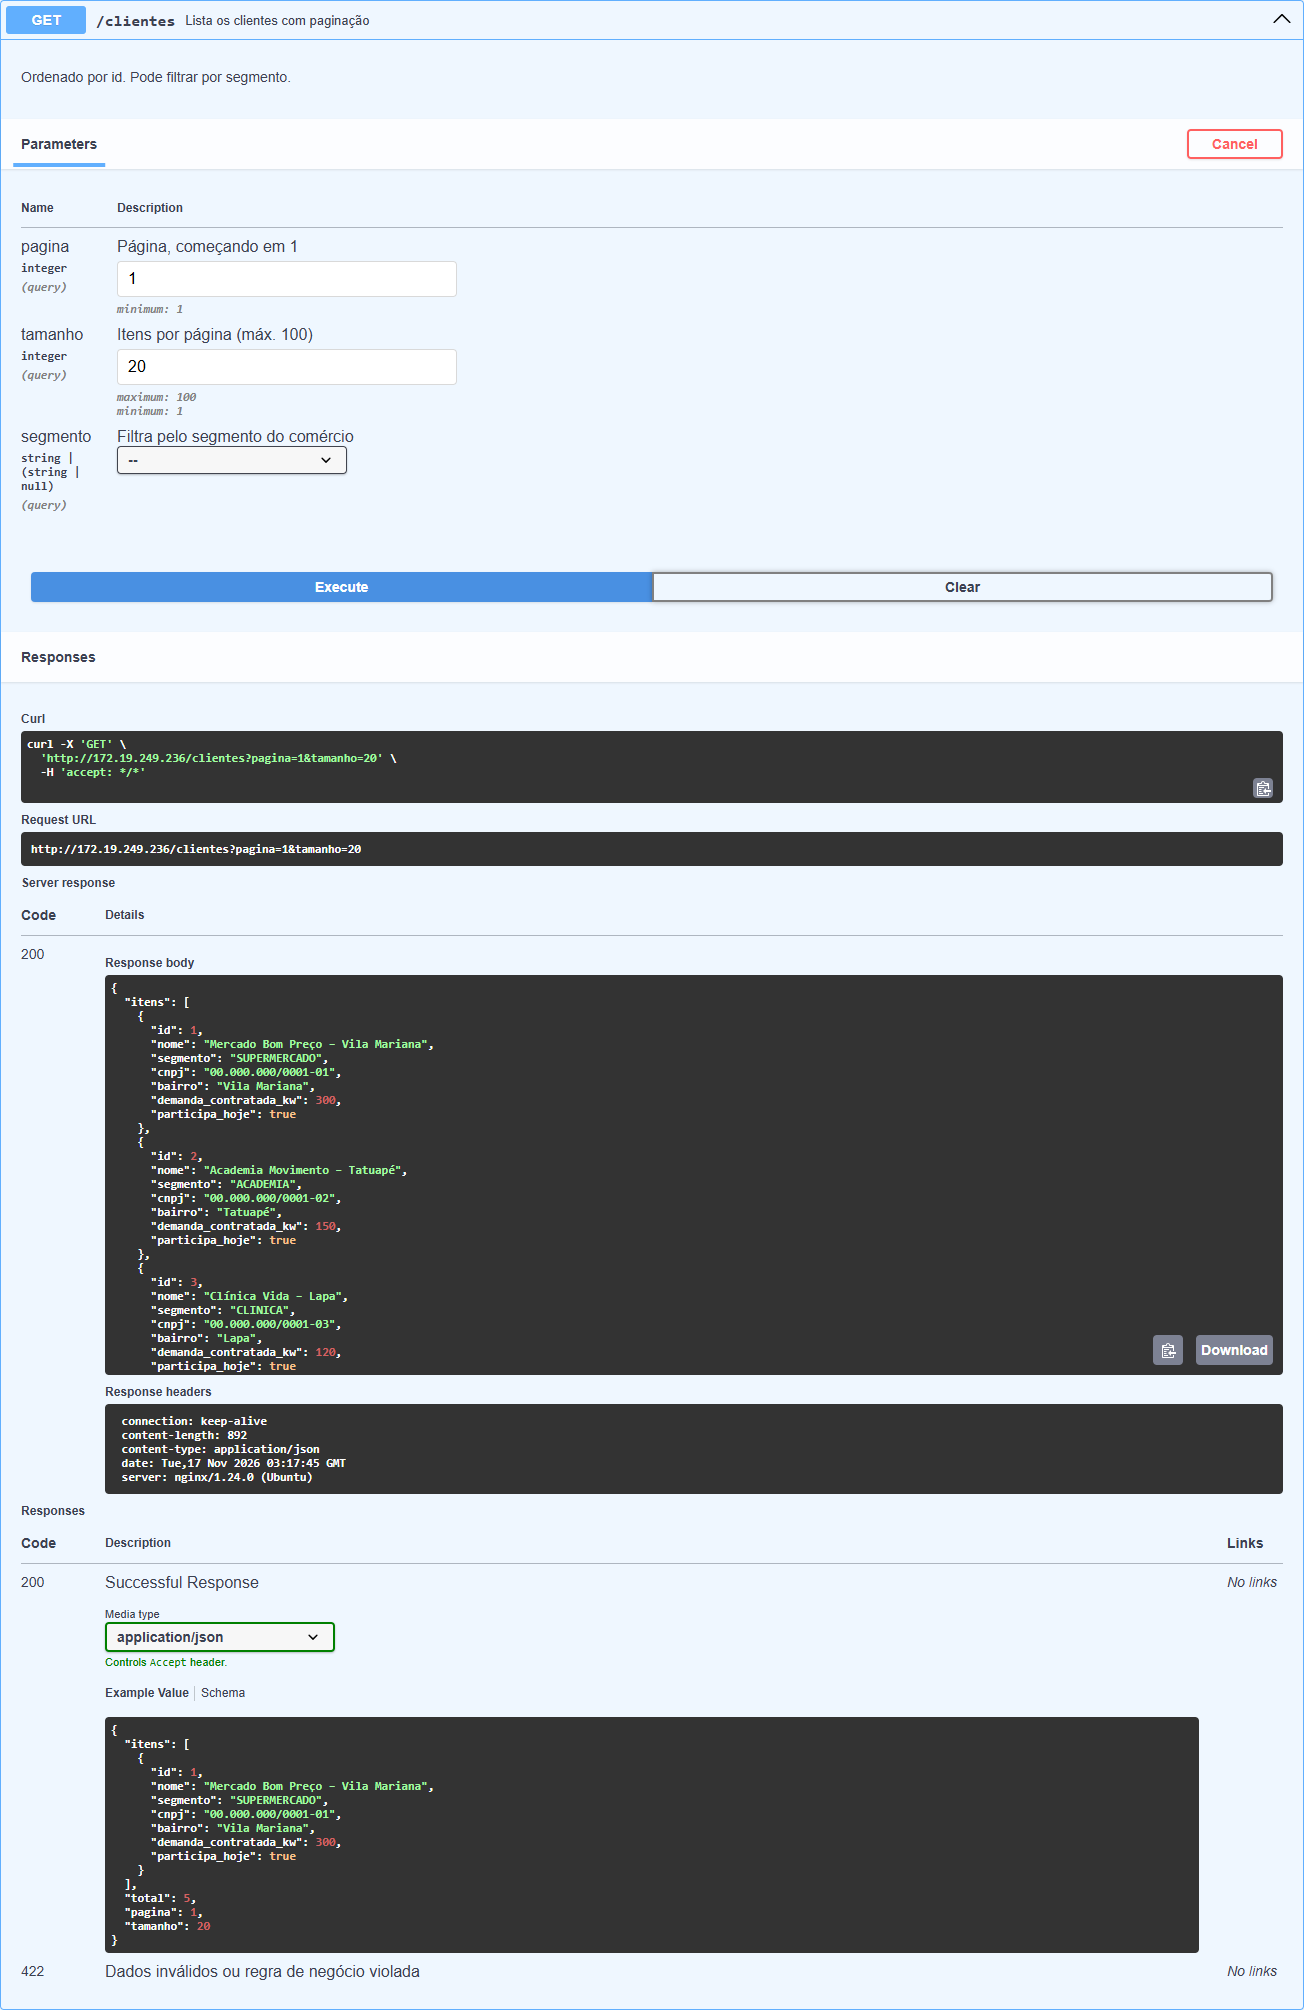 GET /clientes Lista os clientes com paginação
Ordenado por id. Pode filtrar por segmento.
Parameters
Cancel
Name Description
pagina Página, começando em 1
integer
(query)
1
minimum: 1
tamanho Itens por página (máx. 100)
integer
(query)
20
maximum: 100
minimum: 1
segmento Filtra pelo segmento do comércio
string |
(string |
null)
(query)
--
Execute Clear
Responses
Curl
curl -X 'GET' \
'http://172.19.249.236/clientes?pagina=1&tamanho=20' \
-H 'accept: */*'
Request URL
http://172.19.249.236/clientes?pagina=1&tamanho=20
Server response
Code Details
200
Response body
{
"itens": [
{
"id": 1,
"nome": "Mercado Bom Preço - Vila Mariana",
"segmento": "SUPERMERCADO",
"cnpj": "00.000.000/0001-01",
"bairro": "Vila Mariana",
"demanda_contratada_kw": 300,
"participa_hoje": true
},
{
"id": 2,
"nome": "Academia Movimento - Tatuapé",
"segmento": "ACADEMIA",
"cnpj": "00.000.000/0001-02",
"bairro": "Tatuapé",
"demanda_contratada_kw": 150,
"participa_hoje": true
},
{
"id": 3,
"nome": "Clínica Vida - Lapa",
"segmento": "CLINICA",
"cnpj": "00.000.000/0001-03",
"bairro": "Lapa",
"demanda_contratada_kw": 120,
"participa_hoje": true
Download
Response headers
connection: keep-alive
content-length: 892
content-type: application/json
date: Tue,17 Nov 2026 03:17:45 GMT
server: nginx/1.24.0 (Ubuntu)
Responses
Code Description Links
200 Successful Response No links
Media type
application/json
Controls Accept header.
Example Value Schema
{
"itens": [
{
"id": 1,
"nome": "Mercado Bom Preço - Vila Mariana",
"segmento": "SUPERMERCADO",
"cnpj": "00.000.000/0001-01",
"bairro": "Vila Mariana",
"demanda_contratada_kw": 300,
"participa_hoje": true
}
],
"total": 5,
"pagina": 1,
"tamanho": 20
}
422 Dados inválidos ou regra de negócio violada No links